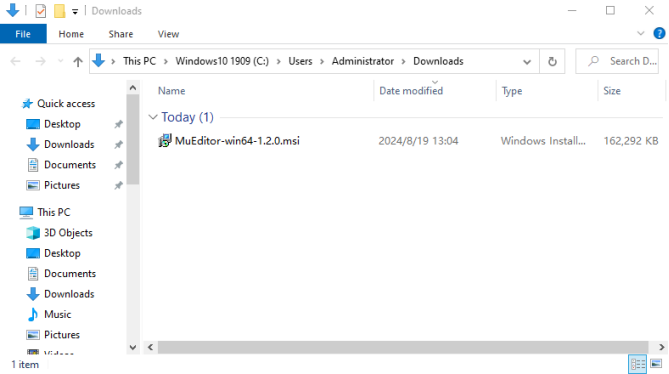 Downloads
File Home Share View
This PC Windows10 1909 (C:) Users Administrator Downloads Search D...
Name Date modified Type Size
Today (1)
MuEditor-win64-1.2.0.msi 2024/8/19 13:04 Windows Install... 162,292 KB
Quick access
Desktop
Downloads
Documents
Pictures
This PC
3D Objects
Desktop
Documents
Downloads
Music
Pictures
Videos
1 item